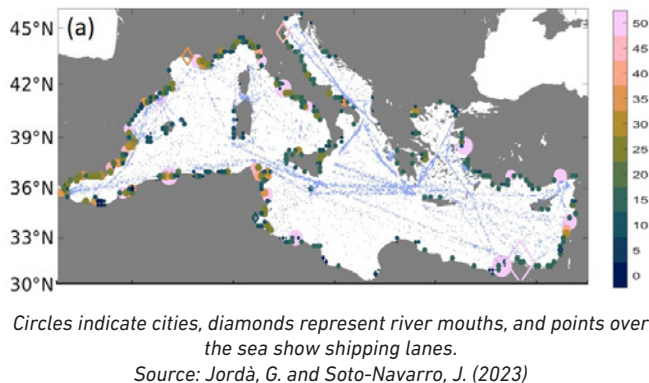 (a)
45°N
42°N
39°N
36°N
33°N
30°N
50
45
40
35
30
25
20
15
10
5
0
Circles indicate cities, diamonds represent river mouths, and points over
the sea show shipping lanes.
Source: Jordà, G. and Soto-Navarro, J. (2023)